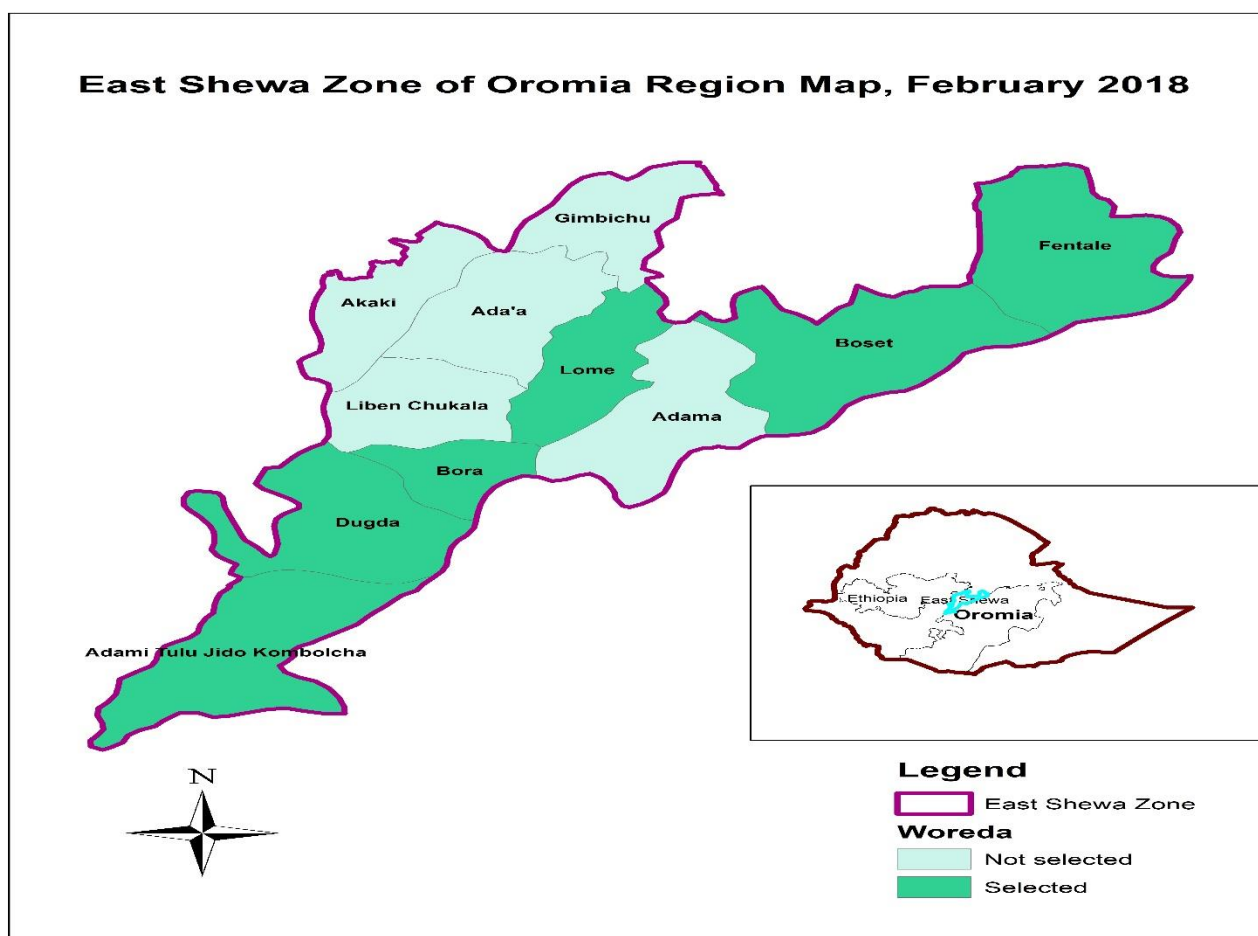 East Shewa Zone of Oromia Region Map, February 2018
Gimbichu
Fentale
Akaki
Ada'a
Boset
Lome
Liben Chukala
Adama
Bora
Dugda
Adami Tulu Jido Kombolcha
Ethiopia
East Shewa
Oromia
N
Legend
East Shewa Zone
Woreda
Not selected
Selected